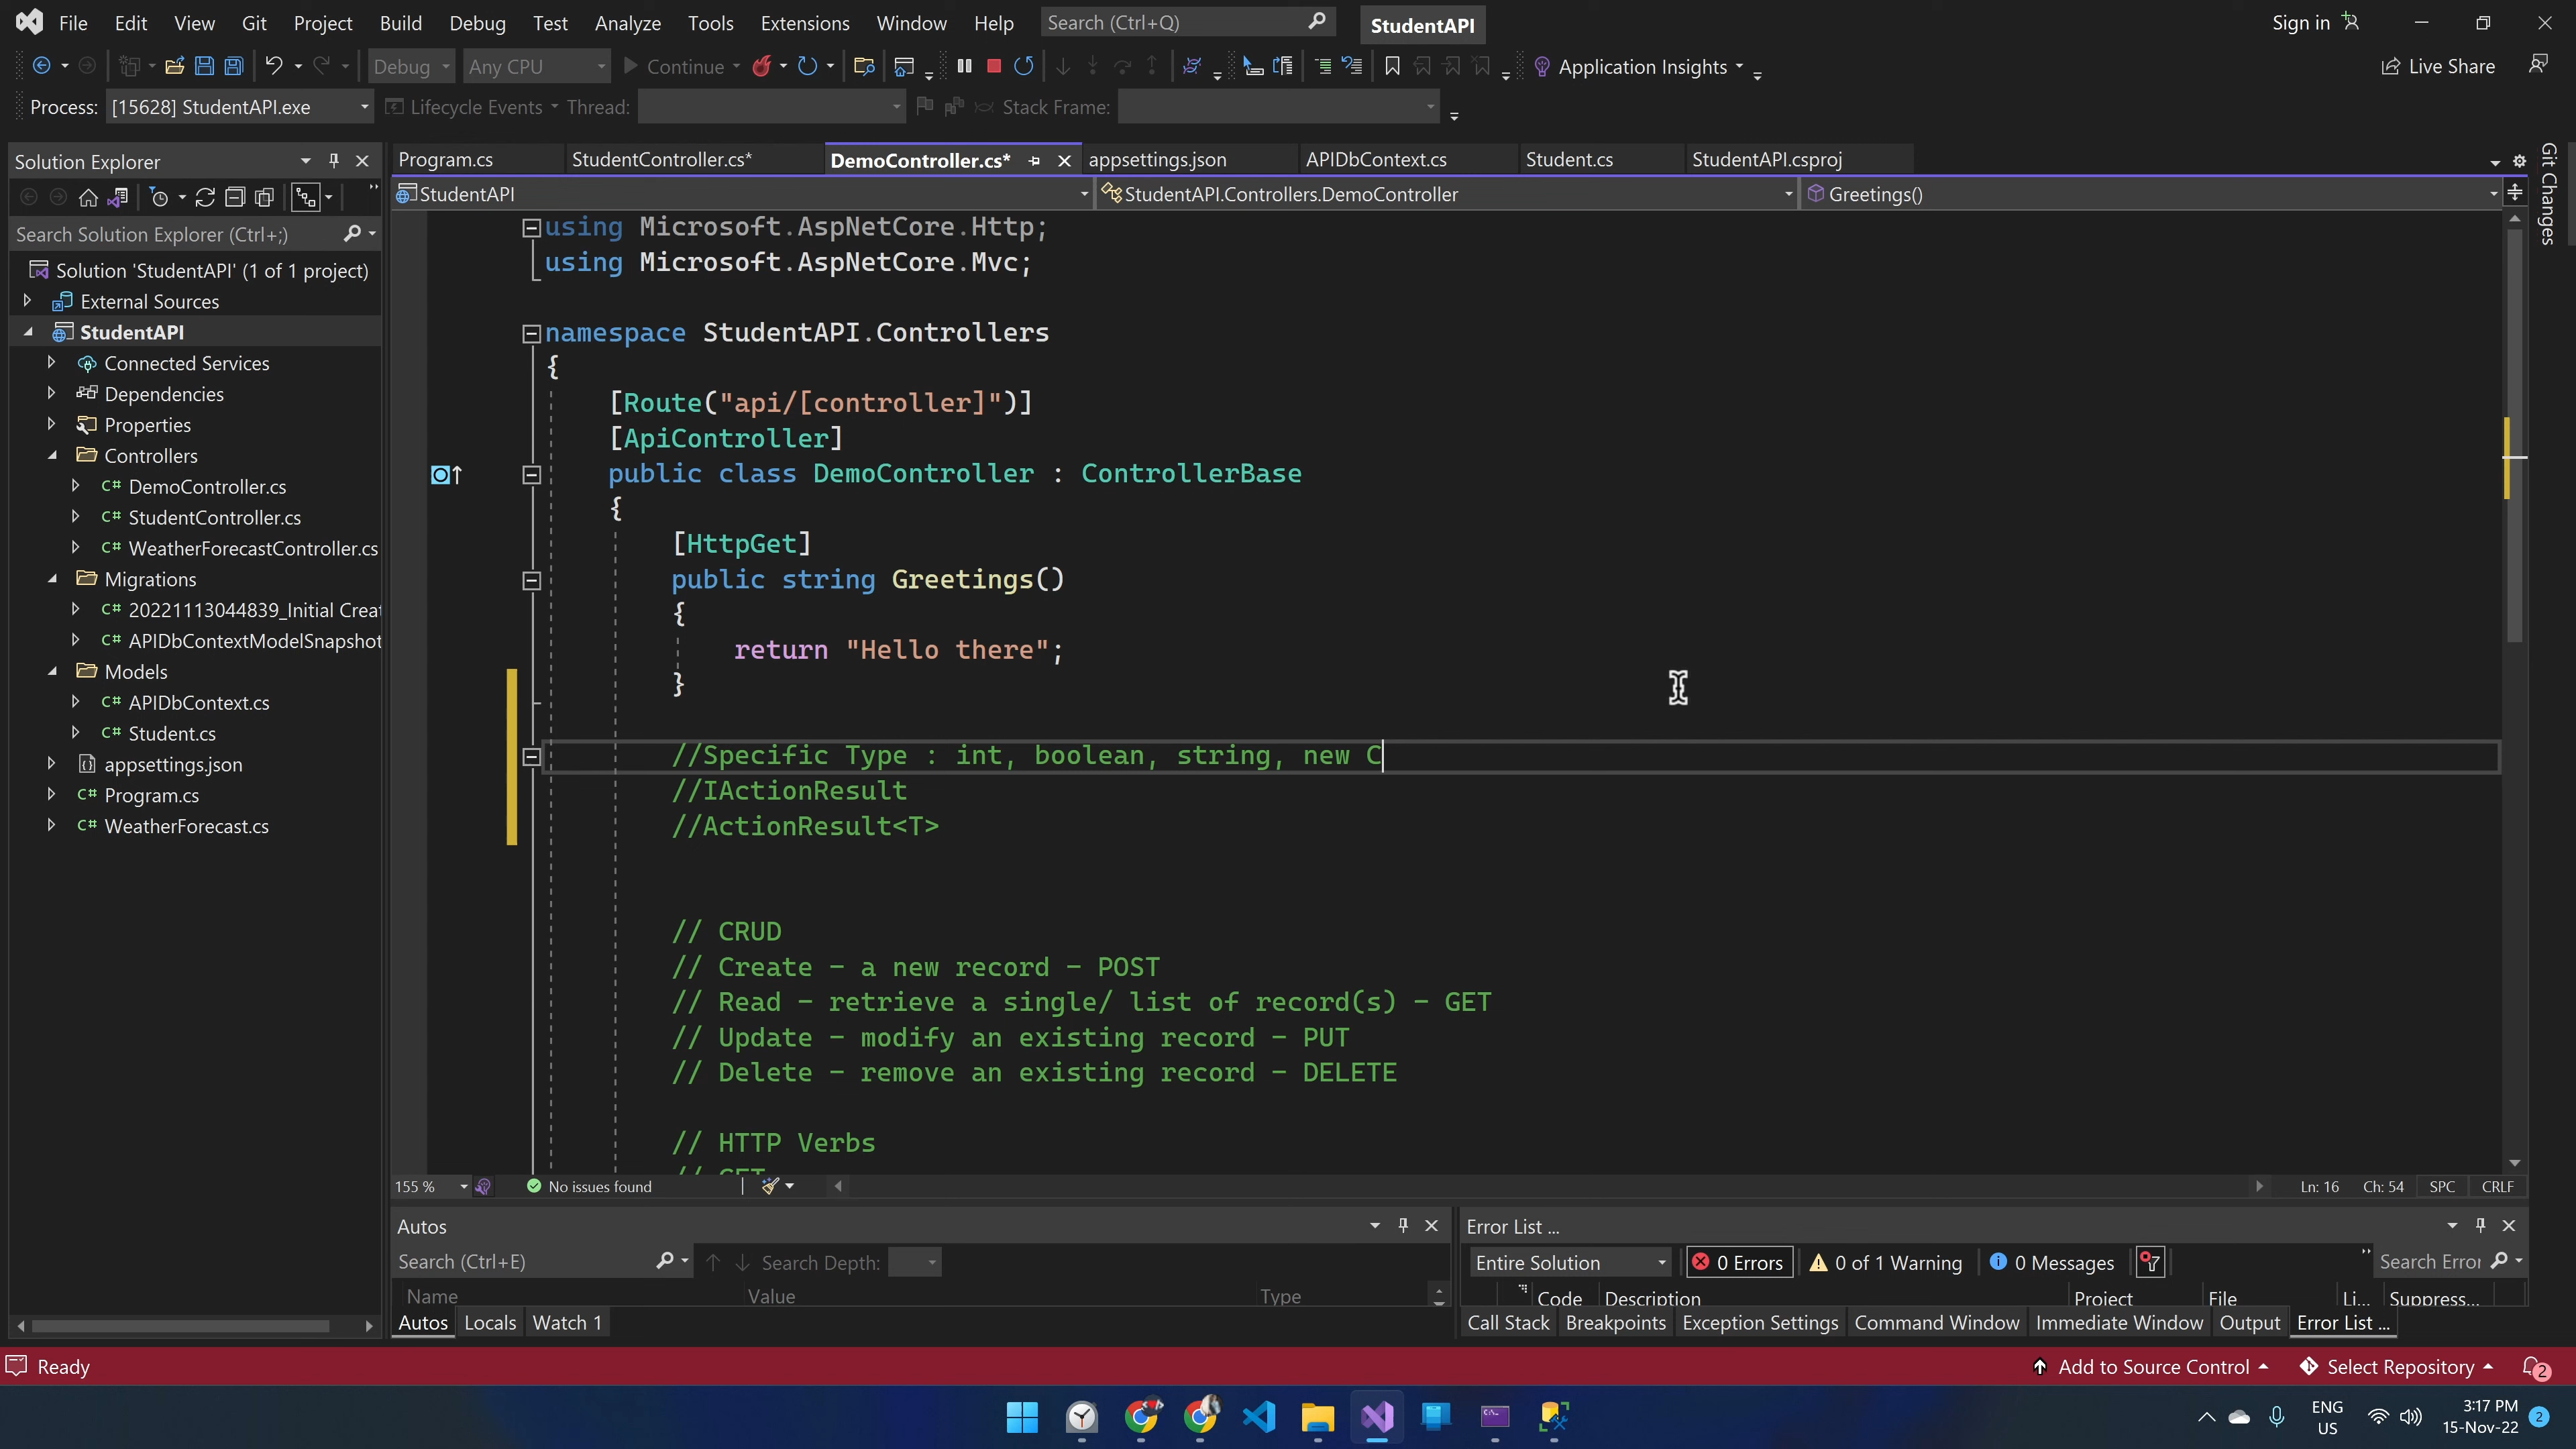 File Edit View Git Project Build Debug Test Analyze Tools Extensions Window Help Search (Ctrl+Q) StudentAPI Sign in
Debug Any CPU Continue Application Insights Live Share
Process: [15628] StudentAPI.exe Lifecycle Events Thread: Stack Frame:
Solution Explorer
Search Solution Explorer (Ctrl+;)
Solution 'StudentAPI' (1 of 1 project)
External Sources
StudentAPI
Connected Services
Dependencies
Properties
Controllers
C# DemoController.cs
C# StudentController.cs
C# WeatherForecastController.cs
Migrations
C# 20221113044839_Initial Creat
C# APIDbContextModelSnapshot
Models
C# APIDbContext.cs
C# Student.cs
appsettings.json
C# Program.cs
C# WeatherForecast.cs
Program.cs StudentController.cs* DemoController.cs* appsettings.json APIDbContext.cs Student.cs StudentAPI.csproj
StudentAPI StudentAPI.Controllers.DemoController Greetings()
using Microsoft.AspNetCore.Http;
using Microsoft.AspNetCore.Mvc;
namespace StudentAPI.Controllers
{
[Route("api/[controller]")]
[ApiController]
public class DemoController : ControllerBase
{
[HttpGet]
public string Greetings()
{
return "Hello there";
}
//Specific Type : int, boolean, string, new C
//IActionResult
//ActionResult<T>
// CRUD
// Create - a new record - POST
// Read - retrieve a single/ list of record(s) - GET
// Update - modify an existing record - PUT
// Delete - remove an existing record - DELETE
// HTTP Verbs
// GET
Git Changes
155 % No issues found Ln: 16 Ch: 54 SPC CRLF
Autos
Search (Ctrl+E) Search Depth:
Name Value Type
Autos Locals Watch 1
Error List ...
Entire Solution 0 Errors 0 of 1 Warning 0 Messages Search Error
Code Description Project File Li... Suppress...
Call Stack Breakpoints Exception Settings Command Window Immediate Window Output Error List ...
Ready Add to Source Control Select Repository 2
ENG
US
3:17 PM
15-Nov-22
2